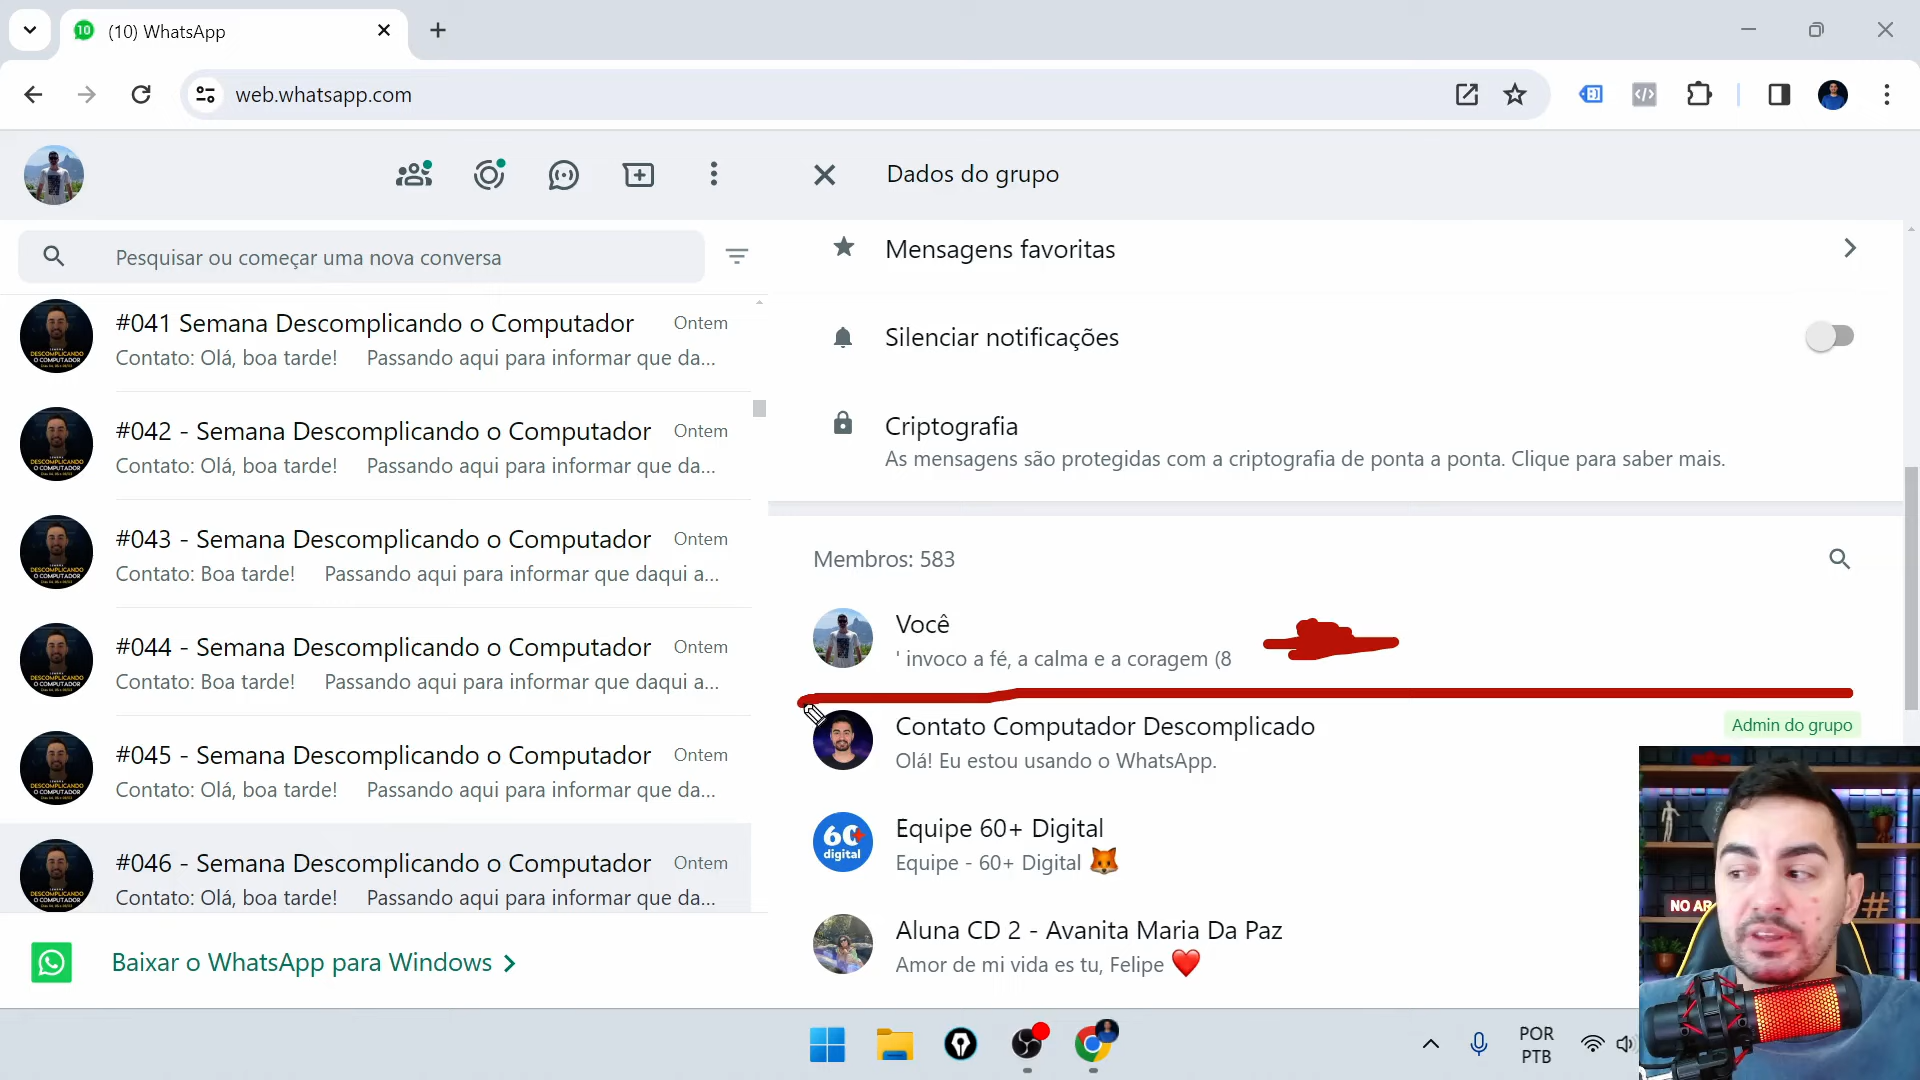 10
(10) WhatsApp
web.whatsapp.com
Dados do grupo
Pesquisar ou começar uma nova conversa
#041 Semana Descomplicando o Computador
Ontem
Contato: Olá, boa tarde! Passando aqui para informar que da...
#042 - Semana Descomplicando o Computador
Ontem
Contato: Olá, boa tarde! Passando aqui para informar que da...
#043 - Semana Descomplicando o Computador
Ontem
Contato: Boa tarde! Passando aqui para informar que daqui a...
#044 - Semana Descomplicando o Computador
Ontem
Contato: Boa tarde! Passando aqui para informar que daqui a...
#045 - Semana Descomplicando o Computador
Ontem
Contato: Olá, boa tarde! Passando aqui para informar que da...
#046 - Semana Descomplicando o Computador
Ontem
Contato: Olá, boa tarde! Passando aqui para informar que da...
Baixar o WhatsApp para Windows
Mensagens favoritas
Silenciar notificações
Criptografia
As mensagens são protegidas com a criptografia de ponta a ponta. Clique para saber mais.
Membros: 583
Você
' invoco a fé, a calma e a coragem (8
Contato Computador Descomplicado
Admin do grupo
Olá! Eu estou usando o WhatsApp.
60+
digital
Equipe 60+ Digital
Equipe - 60+ Digital 🦊
Aluna CD 2 - Avanita Maria Da Paz
Amor de mi vida es tu, Felipe ❤️
NO AR
#
POR
PTB